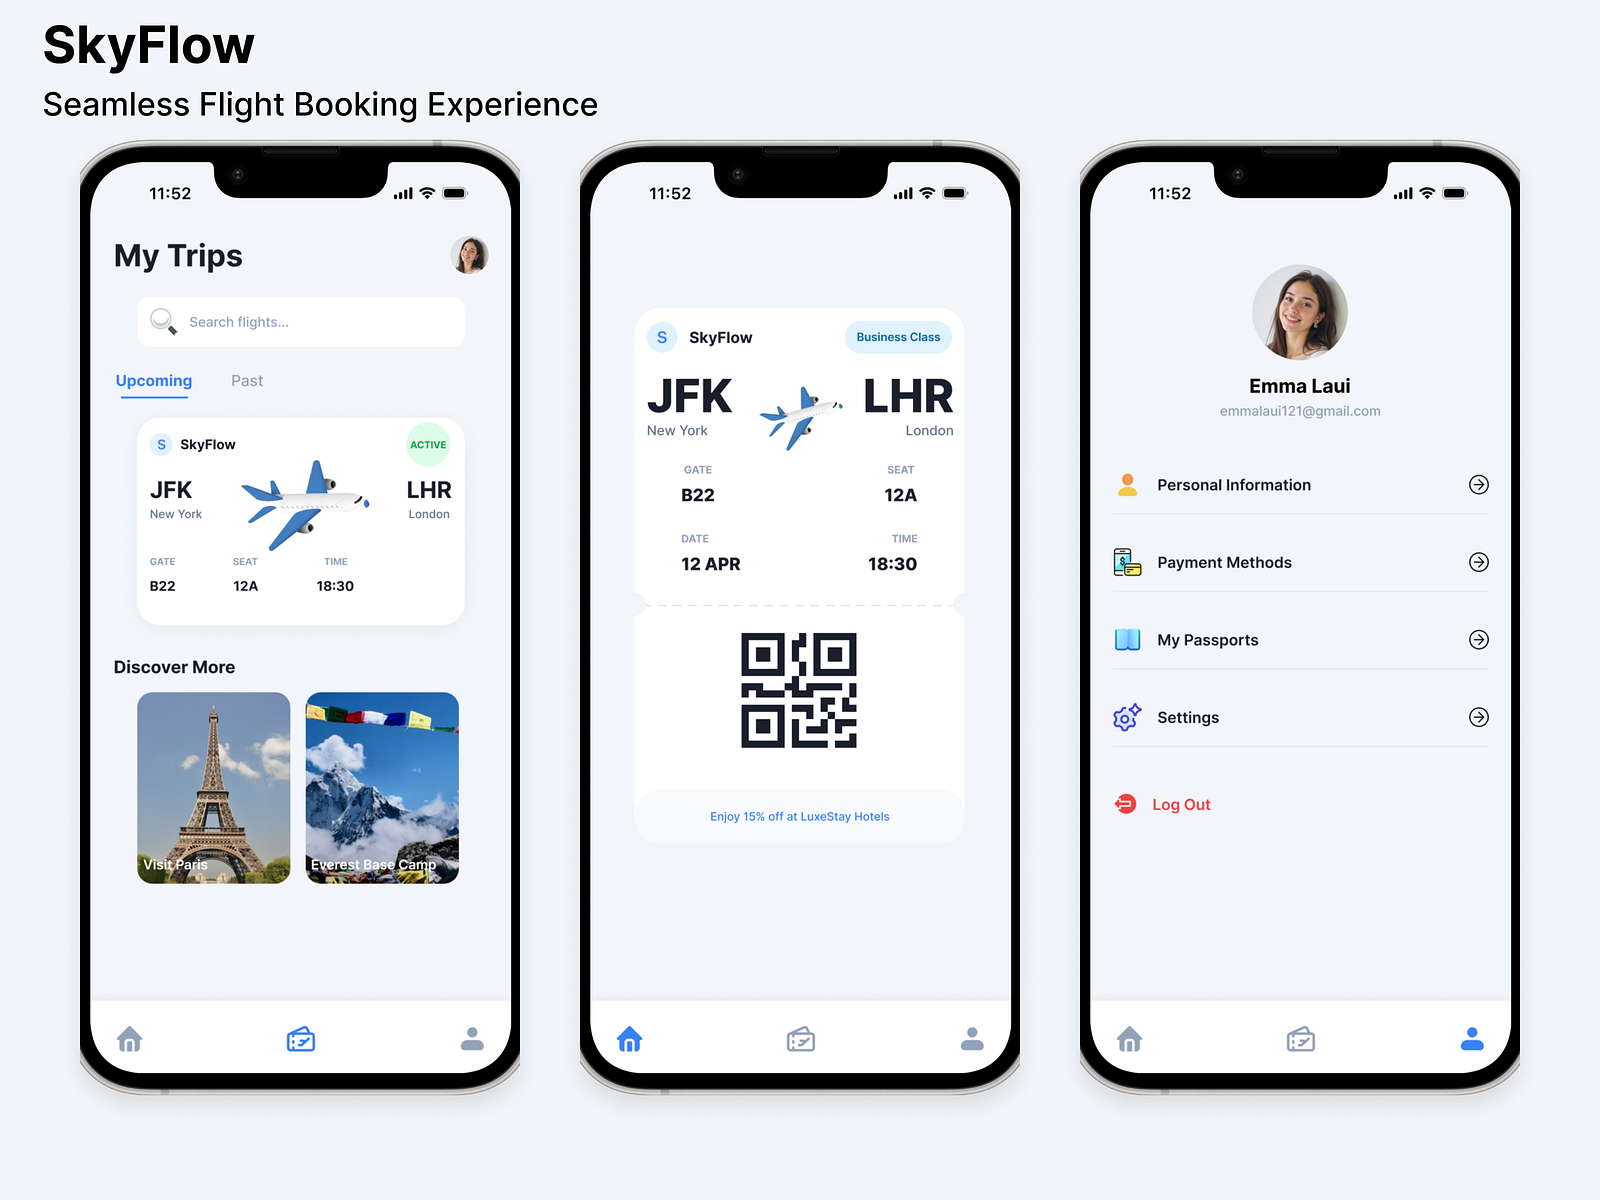 SkyFlow
Seamless Flight Booking Experience
11:52
My Trips
Search flights...
Upcoming Past
S SkyFlow ACTIVE
JFK LHR
New York London
GATE SEAT TIME
B22 12A 18:30
Discover More
Visit Paris Everest Base Camp
11:52
S SkyFlow Business Class
JFK LHR
New York London
GATE SEAT
B22 12A
DATE TIME
12 APR 18:30
Enjoy 15% off at LuxeStay Hotels
11:52
Emma Laui
emmalaui121@gmail.com
Personal Information
$
Payment Methods
My Passports
Settings
Log Out